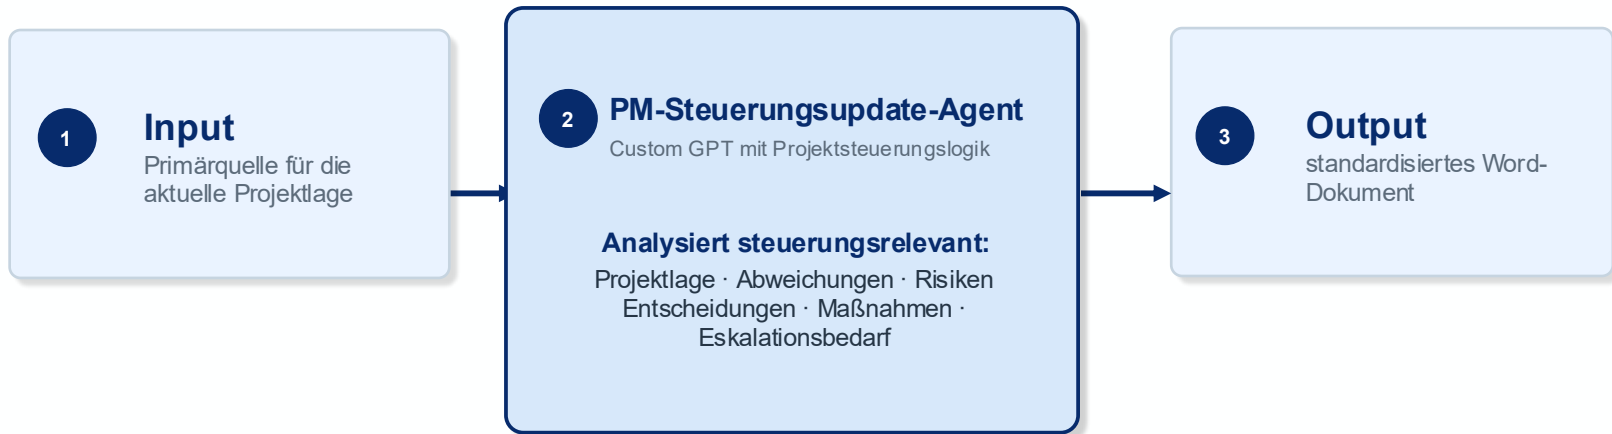 1
Input
Primärquelle für die
aktuelle Projektlage
2
PM-Steuerungsupdate-Agent
Custom GPT mit Projektsteuerungslogik
Analysiert steuerungsrelevant:
Projektlage · Abweichungen · Risiken
Entscheidungen · Maßnahmen ·
Eskalationsbedarf
3
Output
standardisiertes Word-
Dokument